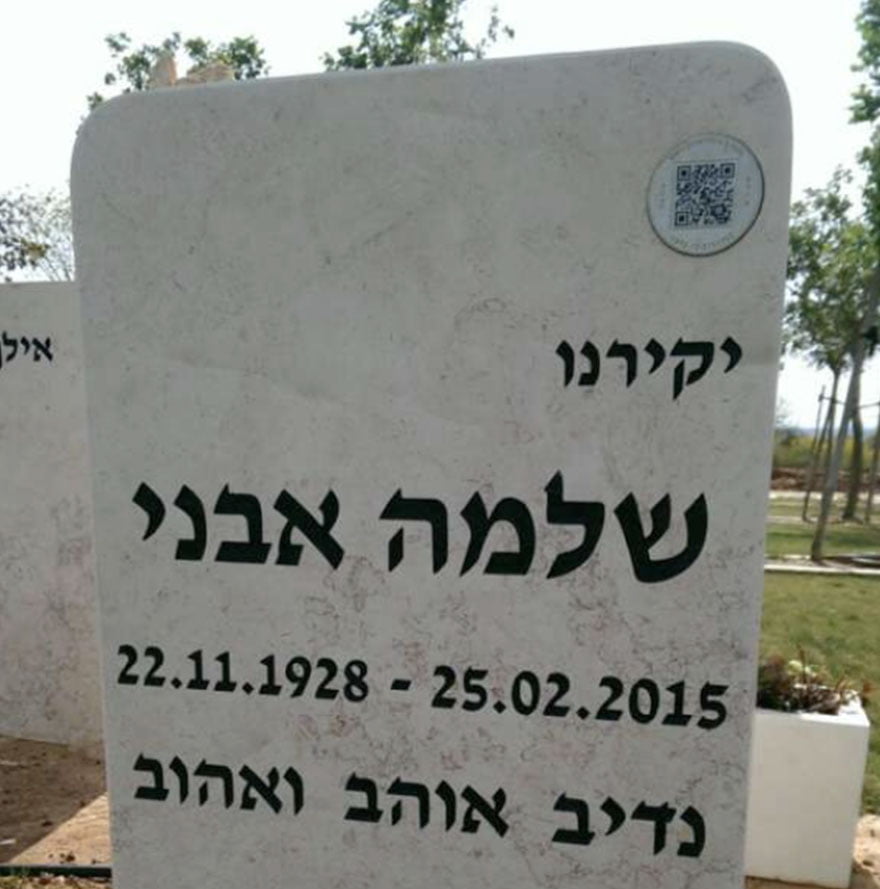 יקירנו
שלמה אבני
22.11.1928 - 25.02.2015
נדיב אוהב ואהוב